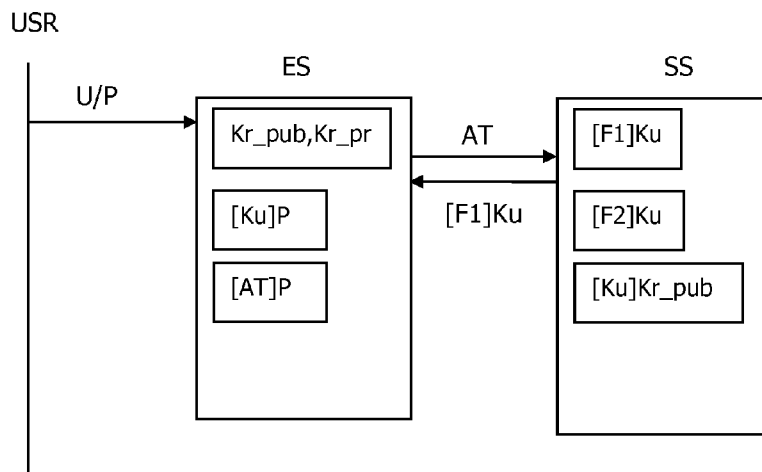 USR
ES
SS
U/P
Kr_pub,Kr_pr
AT
[F1]Ku
[Ku]P
[F1]Ku
[F2]Ku
[AT]P
[Ku]Kr_pub